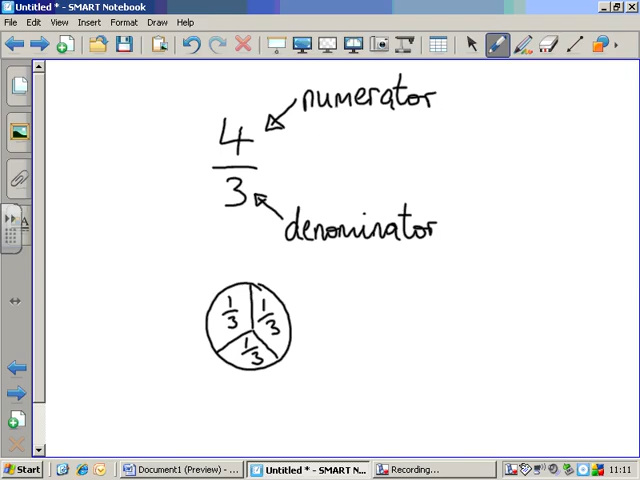 Untitled * - SMART Notebook
File Edit View Insert Format Draw Help
numerator
4
3
denominator
1 1
3 3
1
3
Start Document1 (Preview) - ... Untitled * - SMART N... Recording... 11:11